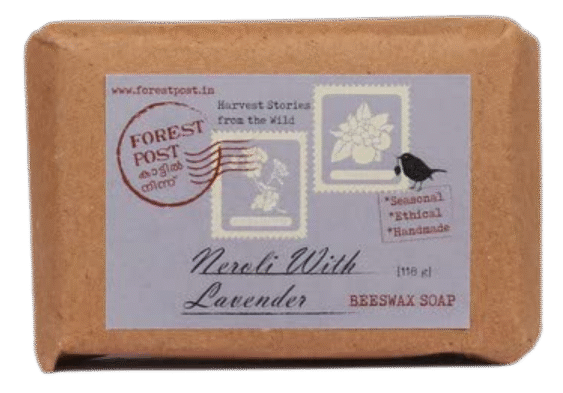 www.forestpost.in
Harvest Stories
from the Wild
FOREST
POST
കാട്ടിൽ
നിന്ന്
*Seasonal
*Ethical
*Handmade
Neroli With
Lavender
[118 g]
BEESWAX SOAP